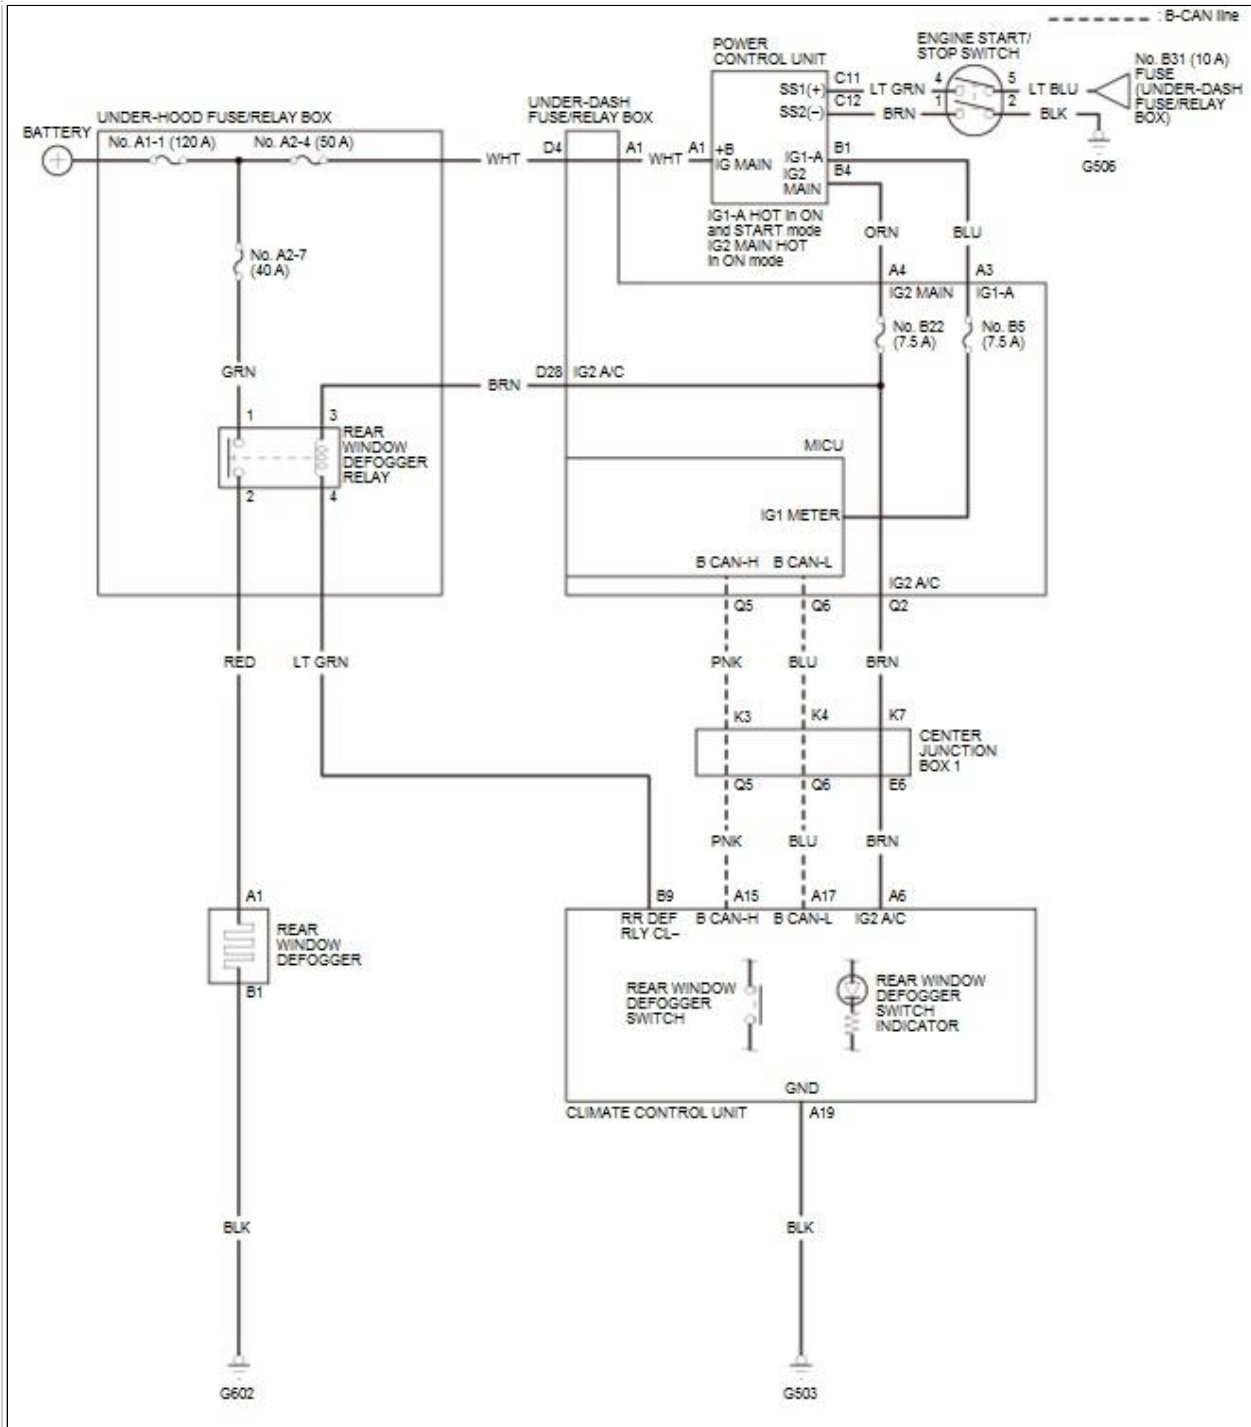 : B-CAN line
POWER
CONTROL UNIT
ENGINE START/
STOP SWITCH
No. B31 (10 A)
FUSE
(UNDER-DASH
FUSE/RELAY
BOX)
SS1(+)
C11
LT GRN
4
5
LT BLU
SS2(–)
C12
BRN
1
2
BLK
G506
BATTERY
UNDER-HOOD FUSE/RELAY BOX
No. A1-1 (120 A)
No. A2-4 (50 A)
UNDER-DASH
FUSE/RELAY BOX
WHT
D4
A1
WHT
A1
+B
IG MAIN
IG1-A
B1
IG2
MAIN
B4
IG1-A HOT in ON
and START mode
IG2 MAIN HOT
in ON mode
ORN
BLU
No. A2-7
(40 A)
A4
A3
IG2 MAIN
IG1-A
No. B22
(7.5 A)
No. B5
(7.5 A)
GRN
BRN
D28
IG2 A/C
1
3
REAR
WINDOW
DEFOGGER
RELAY
2
4
MICU
IG1 METER
B CAN-H
B CAN-L
IG2 A/C
Q5
Q6
Q2
RED
LT GRN
PNK
BLU
BRN
K3
K4
K7
CENTER
JUNCTION
BOX 1
Q5
Q6
E6
PNK
BLU
BRN
A1
REAR
WINDOW
DEFOGGER
B1
B9
A15
A17
A6
RR DEF
RLY CL–
B CAN-H
B CAN-L
IG2 A/C
REAR WINDOW
DEFOGGER
SWITCH
REAR WINDOW
DEFOGGER
SWITCH
INDICATOR
GND
CLIMATE CONTROL UNIT
A19
BLK
BLK
G602
G503